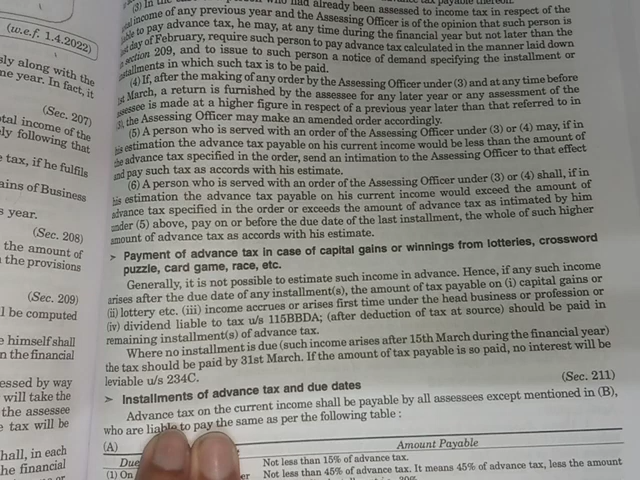 (w.e.f. 1.4.2022)
sly along with the
ne year. In fact, it
(Sec. 207)
total income of the
ely following that
e tax, if he fulfils
ains of Business
s year.
(Sec. 208)
the amount of
the provisions
(Sec. 209)
l be computed
e himself shall
n the financial
essed by way
will take the
the assessee
e tax will be
hall, in each
he financial
(3) In the who had already been assessed to income tax in respect of the
total income of any previous year and the Assessing Officer is of the opinion that such person is
liable to pay advance tax, he may, at any time during the financial year but not later than the
last day of February, require such person to pay advance tax calculated in the manner laid down
in section 209, and to issue to such person a notice of demand specifying the installment or
installments in which such tax is to be paid.
(4) If, after the making of any order by the Assessing Officer under (3) and at any time before
1st March, a return is furnished by the assessee for any later year or any assessment of the
assessee is made at a higher figure in respect of a previous year later than that referred to in
(3), the Assessing Officer may make an amended order accordingly.
(5) A person who is served with an order of the Assessing Officer under (3) or (4) may, if in
his estimation the advance tax payable on his current income would be less than the amount of
the advance tax specified in the order, send an intimation to the Assessing Officer to that effect
and pay such tax as accords with his estimate.
(6) A person who is served with an order of the Assessing Officer under (3) or (4) shall, if in
his estimation the advance tax payable on his current income would exceed the amount of
advance tax specified in the order or exceeds the amount of advance tax as intimated by him
under (5) above, pay on or before the due date of the last installment, the whole of such higher
amount of advance tax as accords with his estimate.
➢ Payment of advance tax in case of capital gains or winnings from lotteries, crossword
puzzle, card game, race, etc.
Generally, it is not possible to estimate such income in advance. Hence, if any such income
arises after the due date of any installment(s), the amount of tax payable on (i) capital gains or
(ii) lottery etc. (iii) income accrues or arises first time under the head business or profession or
(iv) dividend liable to tax u/s 115BBDA; (after deduction of tax at source) should be paid in
remaining installment(s) of advance tax.
Where no installment is due (such income arises after 15th March during the financial year)
the tax should be paid by 31st March. If the amount of tax payable is so paid, no interest will be
leviable u/s 234C.
➢ Installments of advance tax and due dates (Sec. 211)
Advance tax on the current income shall be payable by all assessees except mentioned in (B),
who are liable to pay the same as per the following table :
(A)
Due Amount Payable
(1) On Not less than 15% of advance tax.
Not less than 45% of advance tax. It means 45% of advance tax, less the amount